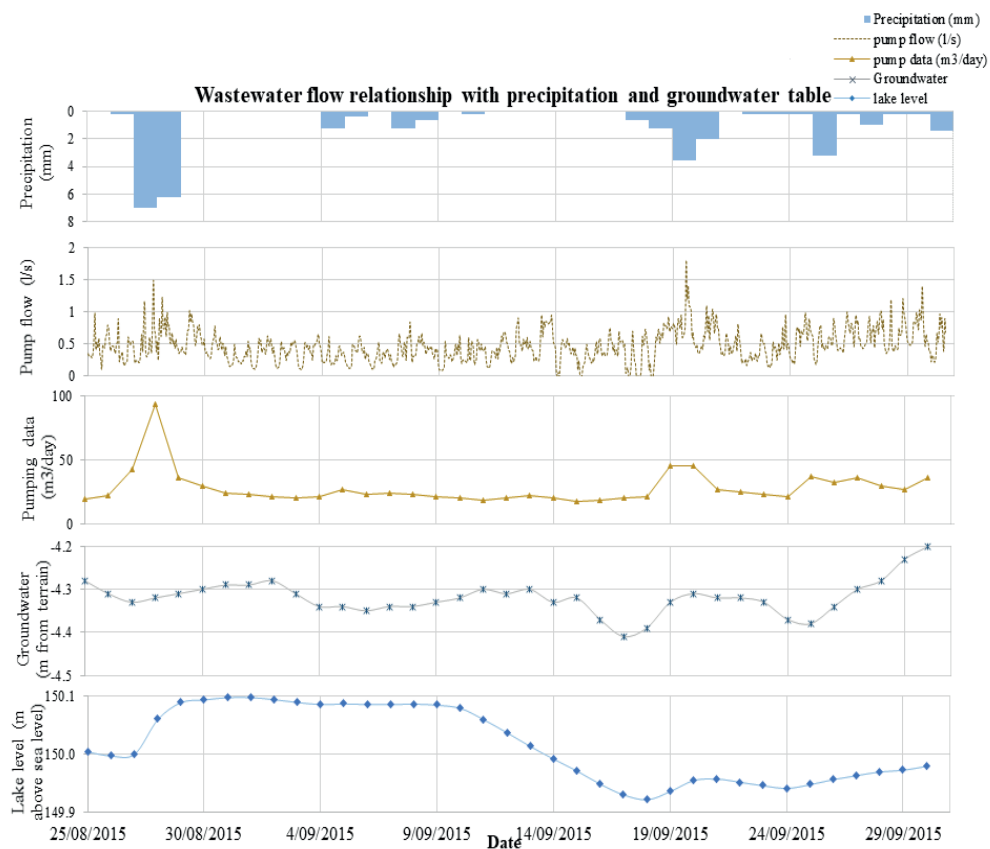 Precipitation (mm)
pump flow (l/s)
pump data (m3/day)
Groundwater
lake level
Wastewater flow relationship with precipitation and groundwater table
Precipitation
(mm)
0
2
4
6
8
Pump flow (l/s)
2
1.5
1
0.5
0
Pumping data
(m3/day)
100
50
0
Groundwater
(m from terrain)
-4.2
-4.3
-4.4
-4.5
Lake level (m
above sea level)
150.1
150.0
149.9
25/08/2015 30/08/2015 4/09/2015 9/09/2015 14/09/2015 19/09/2015 24/09/2015 29/09/2015
Date